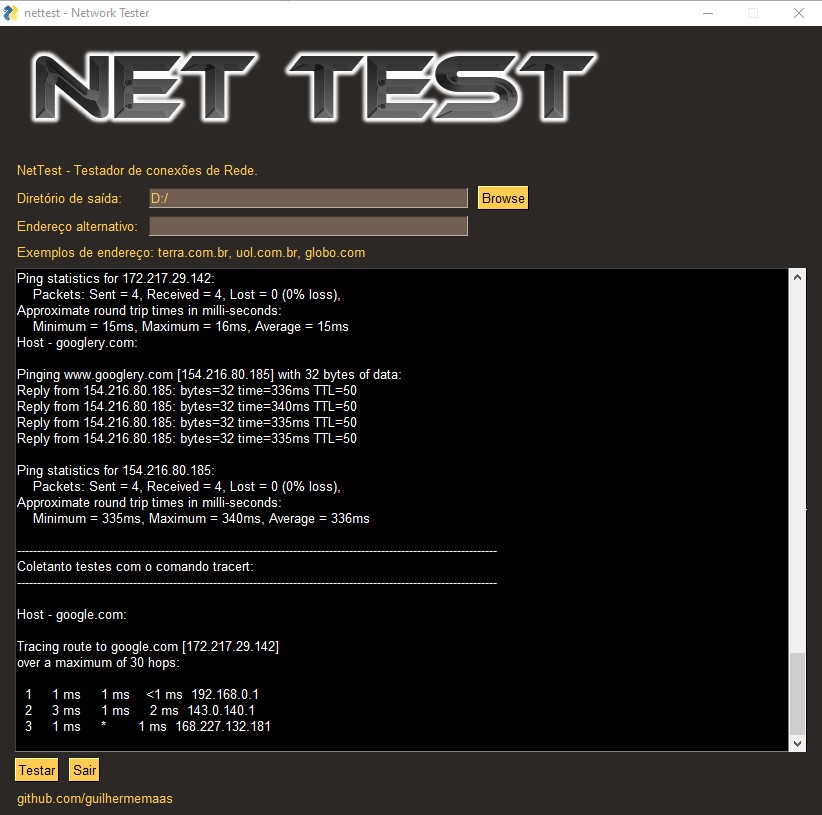 nettest - Network Tester
NET TEST
NetTest - Testador de conexões de Rede.
Diretório de saída: D:/ Browse
Endereço alternativo:
Exemplos de endereço: terra.com.br, uol.com.br, globo.com
Ping statistics for 172.217.29.142:
Packets: Sent = 4, Received = 4, Lost = 0 (0% loss),
Approximate round trip times in milli-seconds:
Minimum = 15ms, Maximum = 16ms, Average = 15ms
Host - googlery.com:
Pinging www.googlery.com [154.216.80.185] with 32 bytes of data:
Reply from 154.216.80.185: bytes=32 time=336ms TTL=50
Reply from 154.216.80.185: bytes=32 time=340ms TTL=50
Reply from 154.216.80.185: bytes=32 time=335ms TTL=50
Reply from 154.216.80.185: bytes=32 time=335ms TTL=50
Ping statistics for 154.216.80.185:
Packets: Sent = 4, Received = 4, Lost = 0 (0% loss),
Approximate round trip times in milli-seconds:
Minimum = 335ms, Maximum = 340ms, Average = 336ms
------------------------------------------------------------------------------------------------------------------------
Coletanto testes com o comando tracert:
------------------------------------------------------------------------------------------------------------------------
Host - google.com:
Tracing route to google.com [172.217.29.142]
over a maximum of 30 hops:
1 1 ms 1 ms <1 ms 192.168.0.1
2 3 ms 1 ms 2 ms 143.0.140.1
3 1 ms * 1 ms 168.227.132.181
Testar Sair
github.com/guilhermemaas